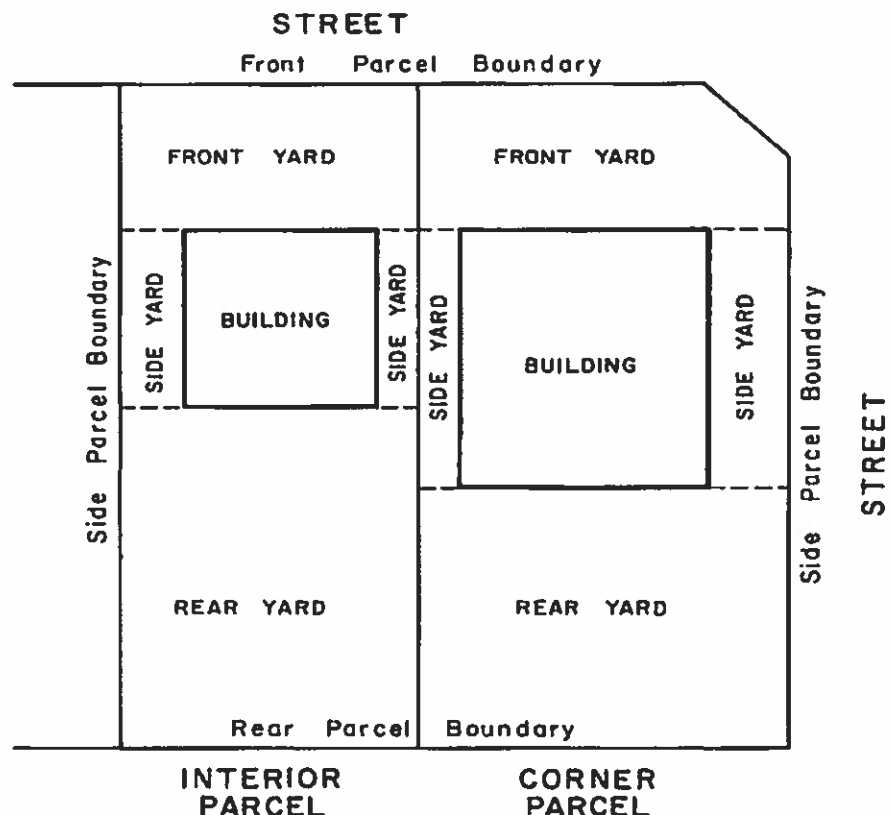 STREET
Front Parcel Boundary
FRONT YARD
FRONT YARD
Side Parcel Boundary
SIDE YARD
BUILDING
SIDE YARD
SIDE YARD
BUILDING
SIDE YARD
Side Parcel Boundary
STREET
REAR YARD
REAR YARD
Rear Parcel Boundary
INTERIOR
PARCEL
CORNER
PARCEL